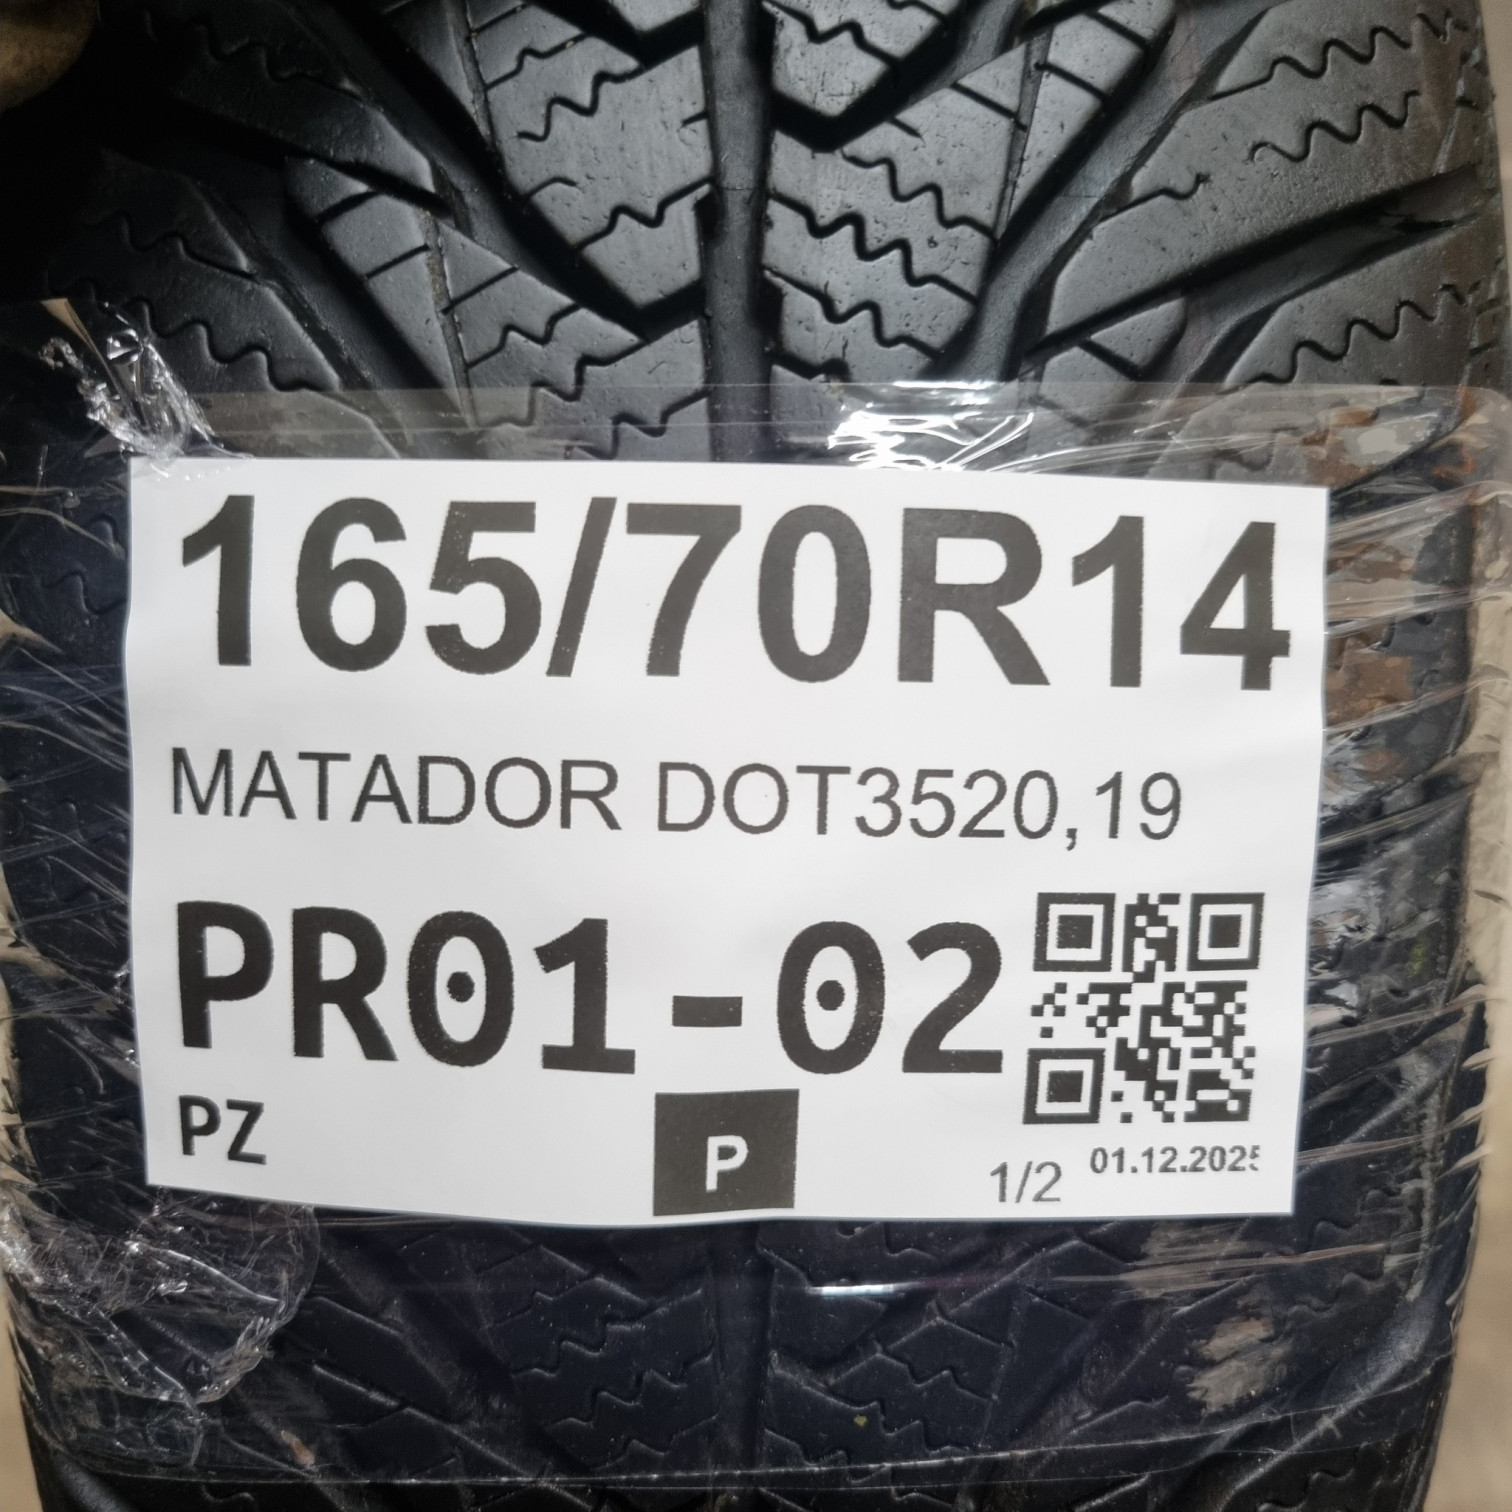 165/70R14
MATADOR DOT3520,19
PR01-02
PZ
P
1/2
01.12.2025